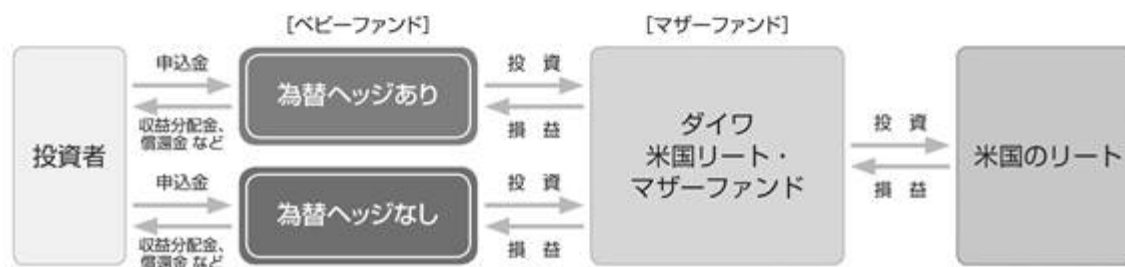 [ベビーファンド]
[マザーファンド]
投資者
申込金
収益分配金、
償還金 など
為替ヘッジあり
投 資
損 益
申込金
収益分配金、
償還金 など
為替ヘッジなし
投 資
損 益
ダイワ
米国リート・
マザーファンド
投 資
損 益
米国のリート